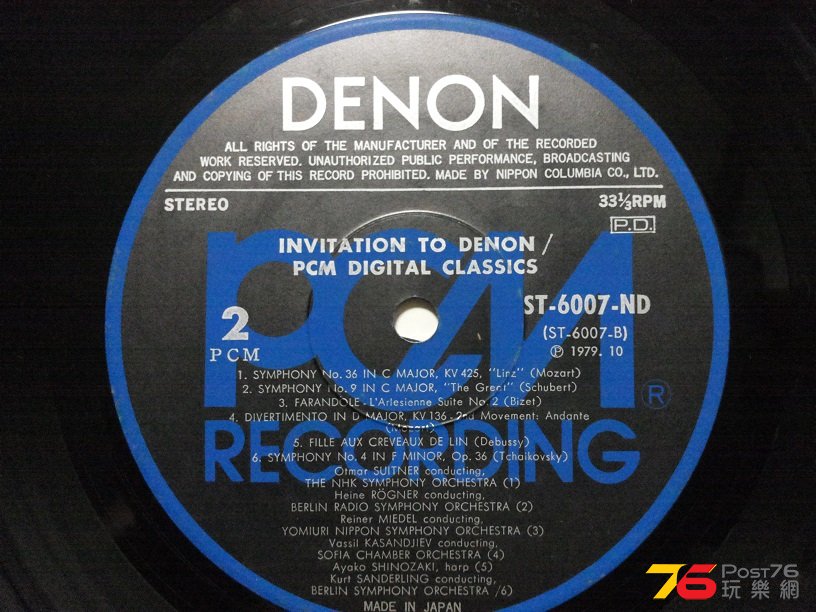 DENON
ALL RIGHTS OF THE MANUFACTURER AND OF THE RECORDED
WORK RESERVED. UNAUTHORIZED PUBLIC PERFORMANCE, BROADCASTING
AND COPYING OF THIS RECORD PROHIBITED. MADE BY NIPPON COLUMBIA CO., LTD.
STEREO
33⅓RPM
P.D.
INVITATION TO DENON /
PCM DIGITAL CLASSICS
PCM
RECORDING
®
2
PCM
ST-6007-ND
(ST-6007-B)
Ⓟ 1979. 10
1. SYMPHONY No. 36 IN C MAJOR, KV 425, "Linz" (Mozart)
2. SYMPHONY No. 9 IN C MAJOR, "The Great" (Schubert)
3. FARANDOLE - L'Arlesienne Suite No. 2 (Bizet)
4. DIVERTIMENTO IN D MAJOR, KV 136 - 2nd Movement: Andante
(Mozart)
5. FILLE AUX CREVEAUX DE LIN (Debussy)
6. SYMPHONY No. 4 IN F MINOR, Op. 36 (Tchaikovsky)
Otmar SUITNER conducting,
THE NHK SYMPHONY ORCHESTRA (1)
Heine RÖGNER conducting,
BERLIN RADIO SYMPHONY ORCHESTRA (2)
Reiner MIEDEL conducting,
YOMIURI NIPPON SYMPHONY ORCHESTRA (3)
Vassil KASANDJIEV conducting,
SOFIA CHAMBER ORCHESTRA (4)
Ayako SHINOZAKI, harp (5)
Kurt SANDERLING conducting,
BERLIN SYMPHONY ORCHESTRA /6)
MADE IN JAPAN
76 POST76
玩樂網